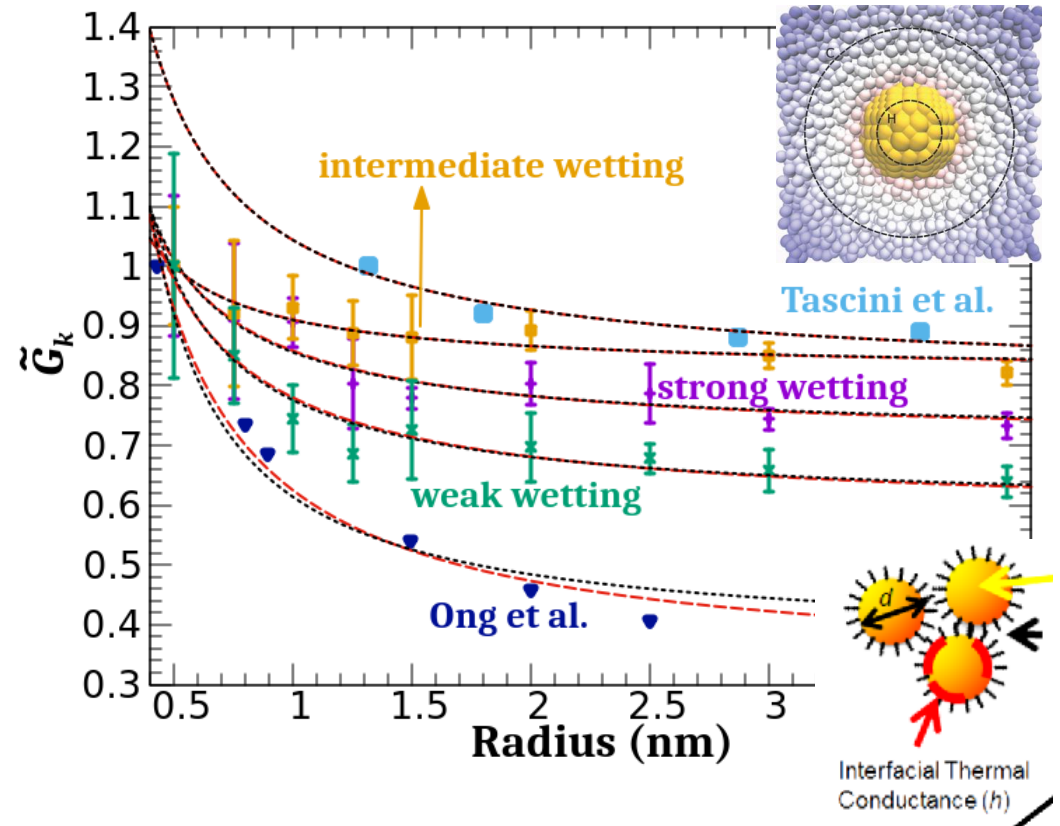 1.4
1.3
1.2
1.1
1
0.9
0.8
0.7
0.6
0.5
0.4
0.3
G̃k
0.5
1
1.5
2
2.5
3
Radius (nm)
intermediate wetting
Tascini et al.
strong wetting
weak wetting
Ong et al.
C
H
d
Interfacial Thermal
Conductance (h)